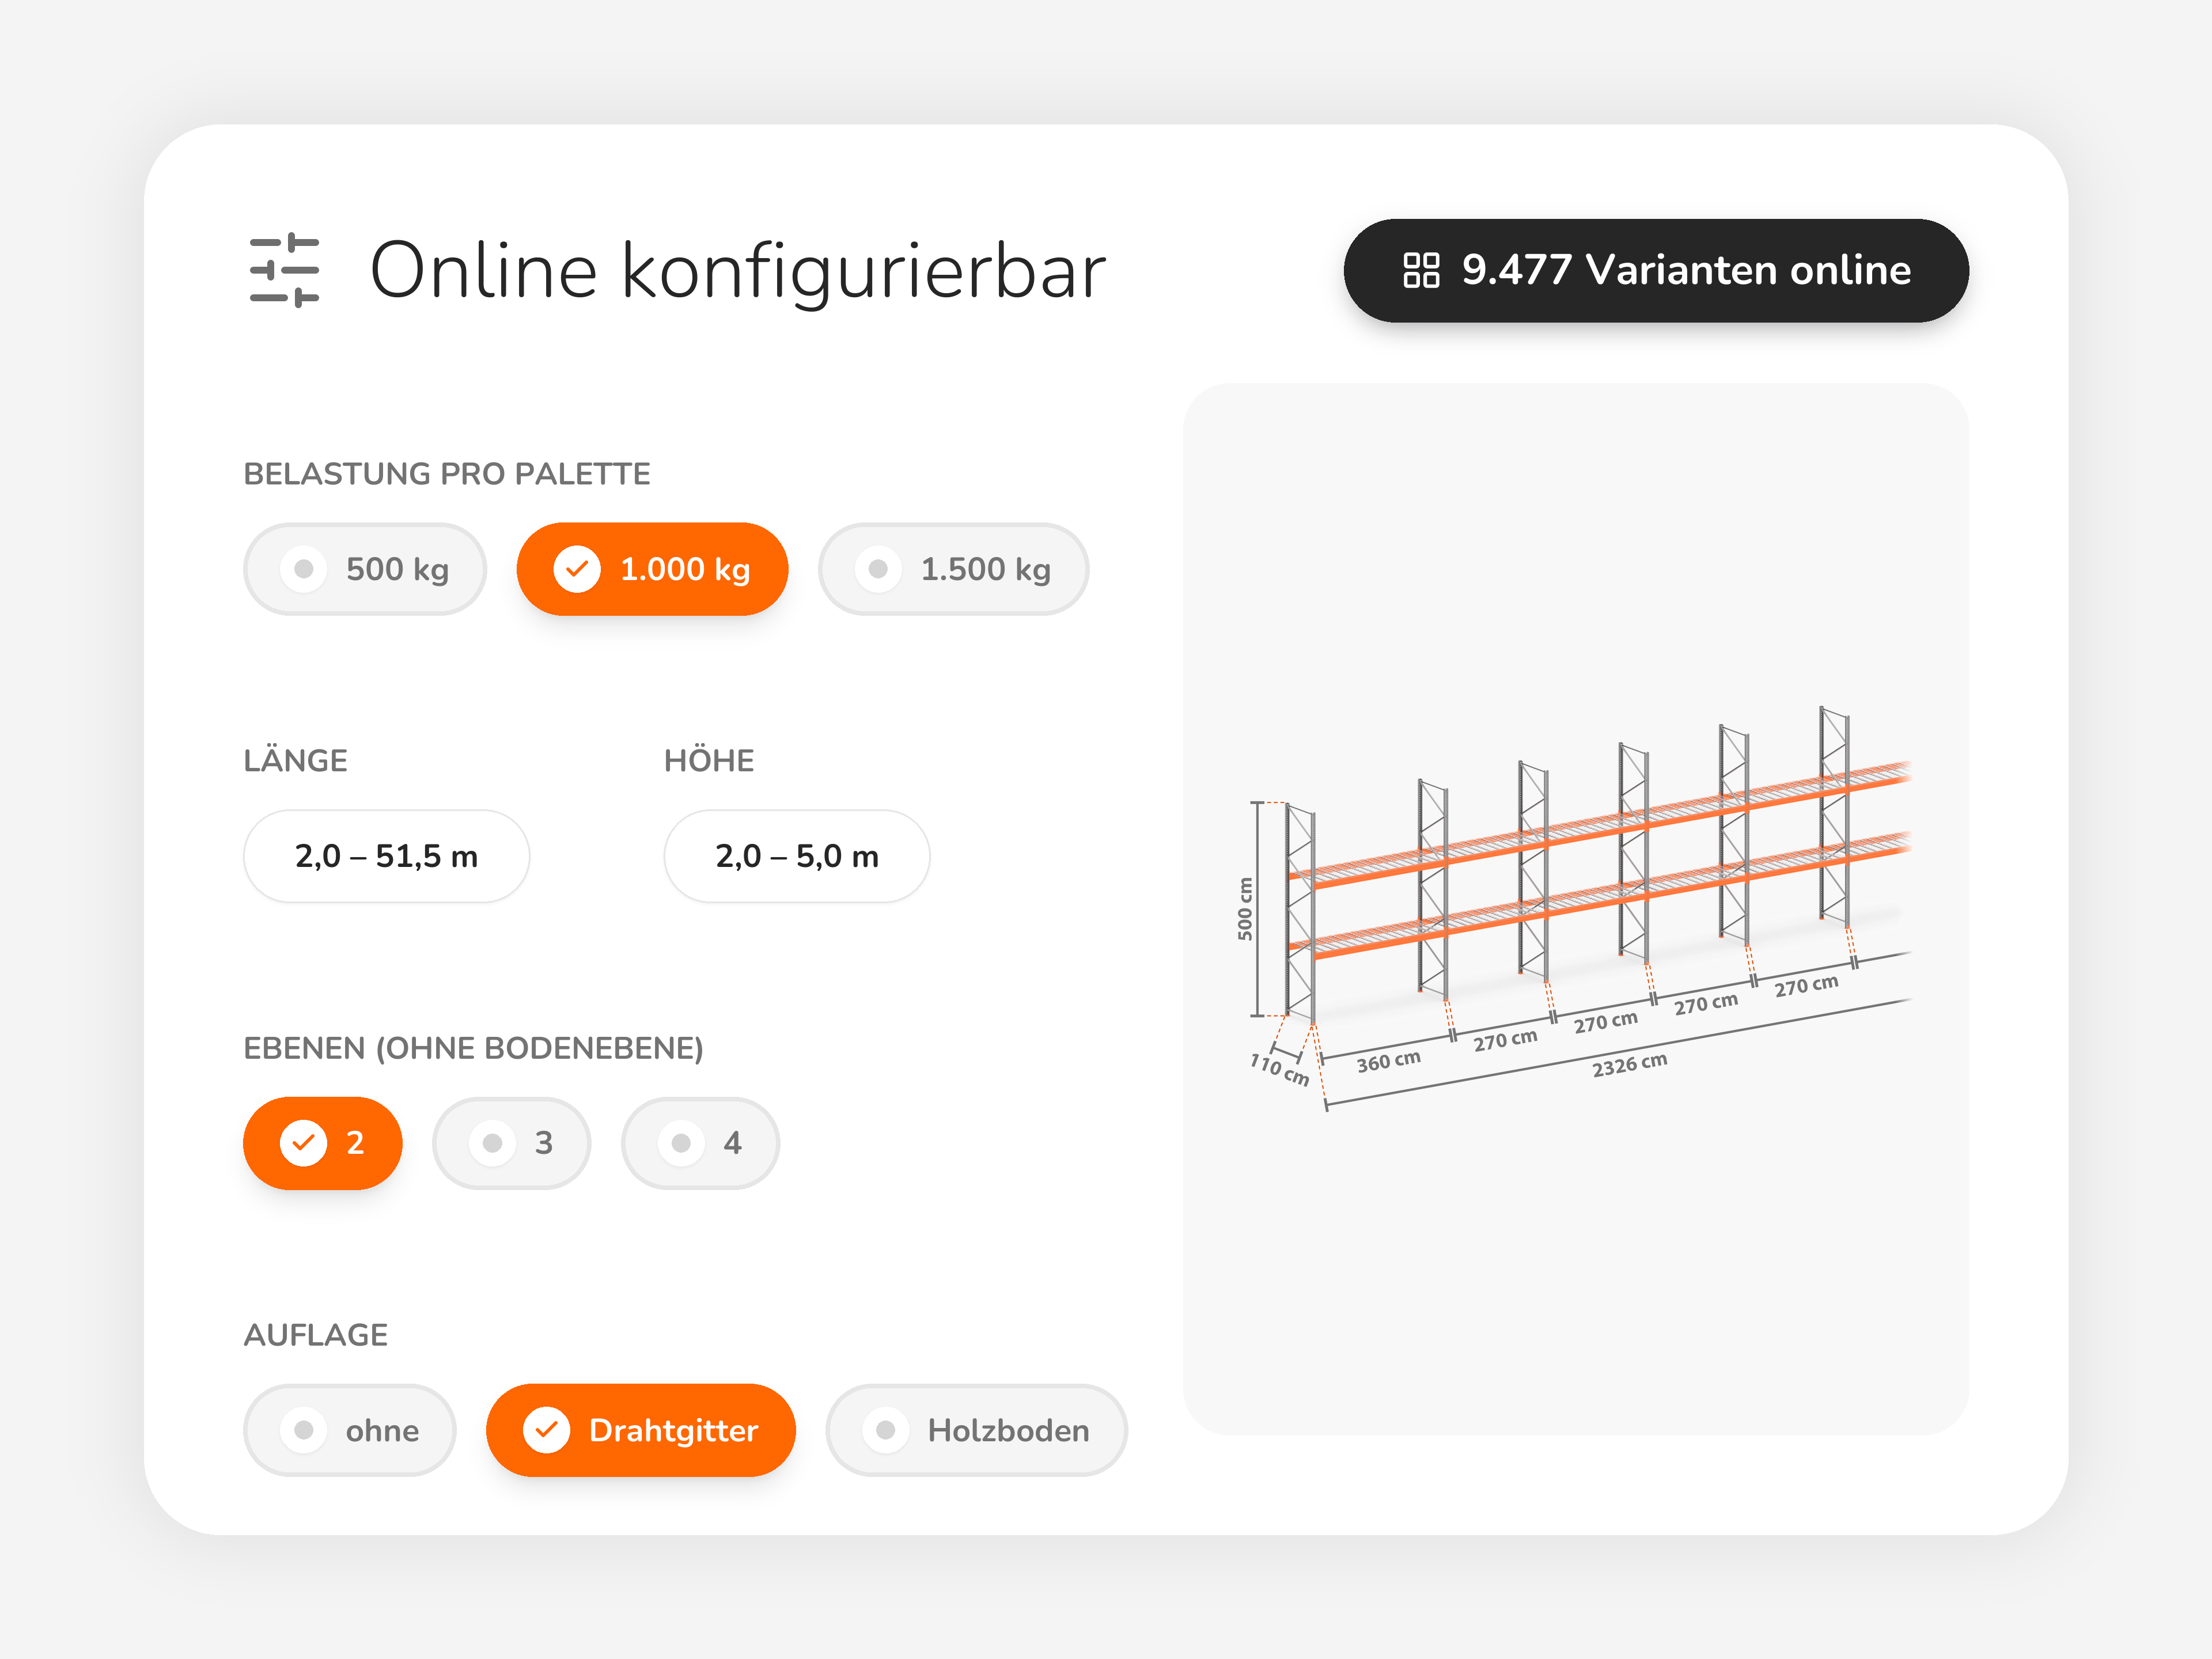 Online konfigurierbar
9.477 Varianten online
BELASTUNG PRO PALETTE
500 kg
1.000 kg
1.500 kg
LÄNGE
HÖHE
2,0 – 51,5 m
2,0 – 5,0 m
EBENEN (OHNE BODENEBENE)
2
3
4
AUFLAGE
ohne
Drahtgitter
Holzboden
500 cm
110 cm
360 cm
270 cm
270 cm
270 cm
270 cm
2326 cm